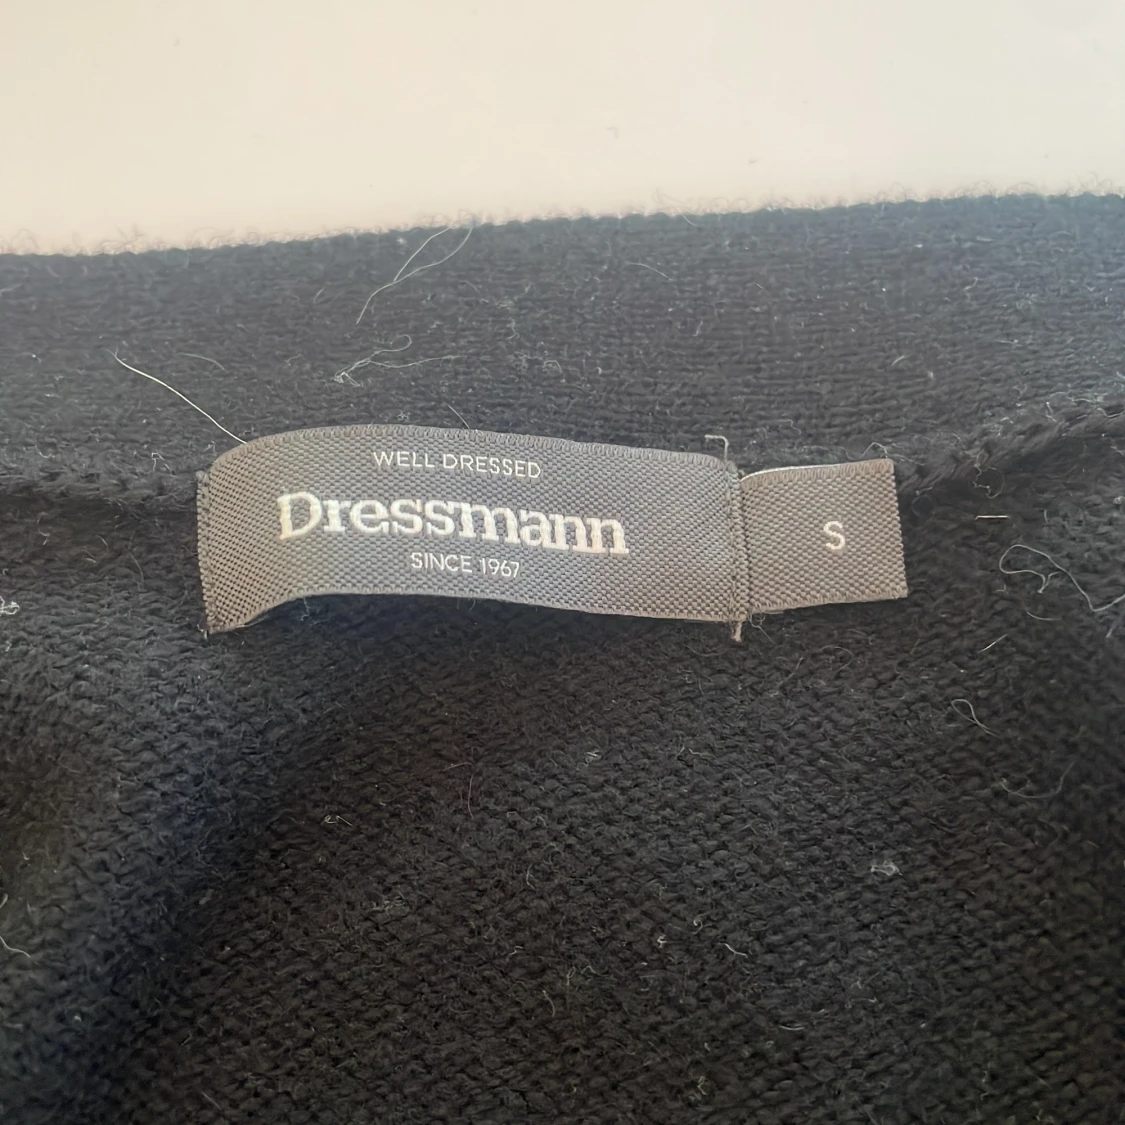 WELL DRESSED
Dressmann
SINCE 1967
S